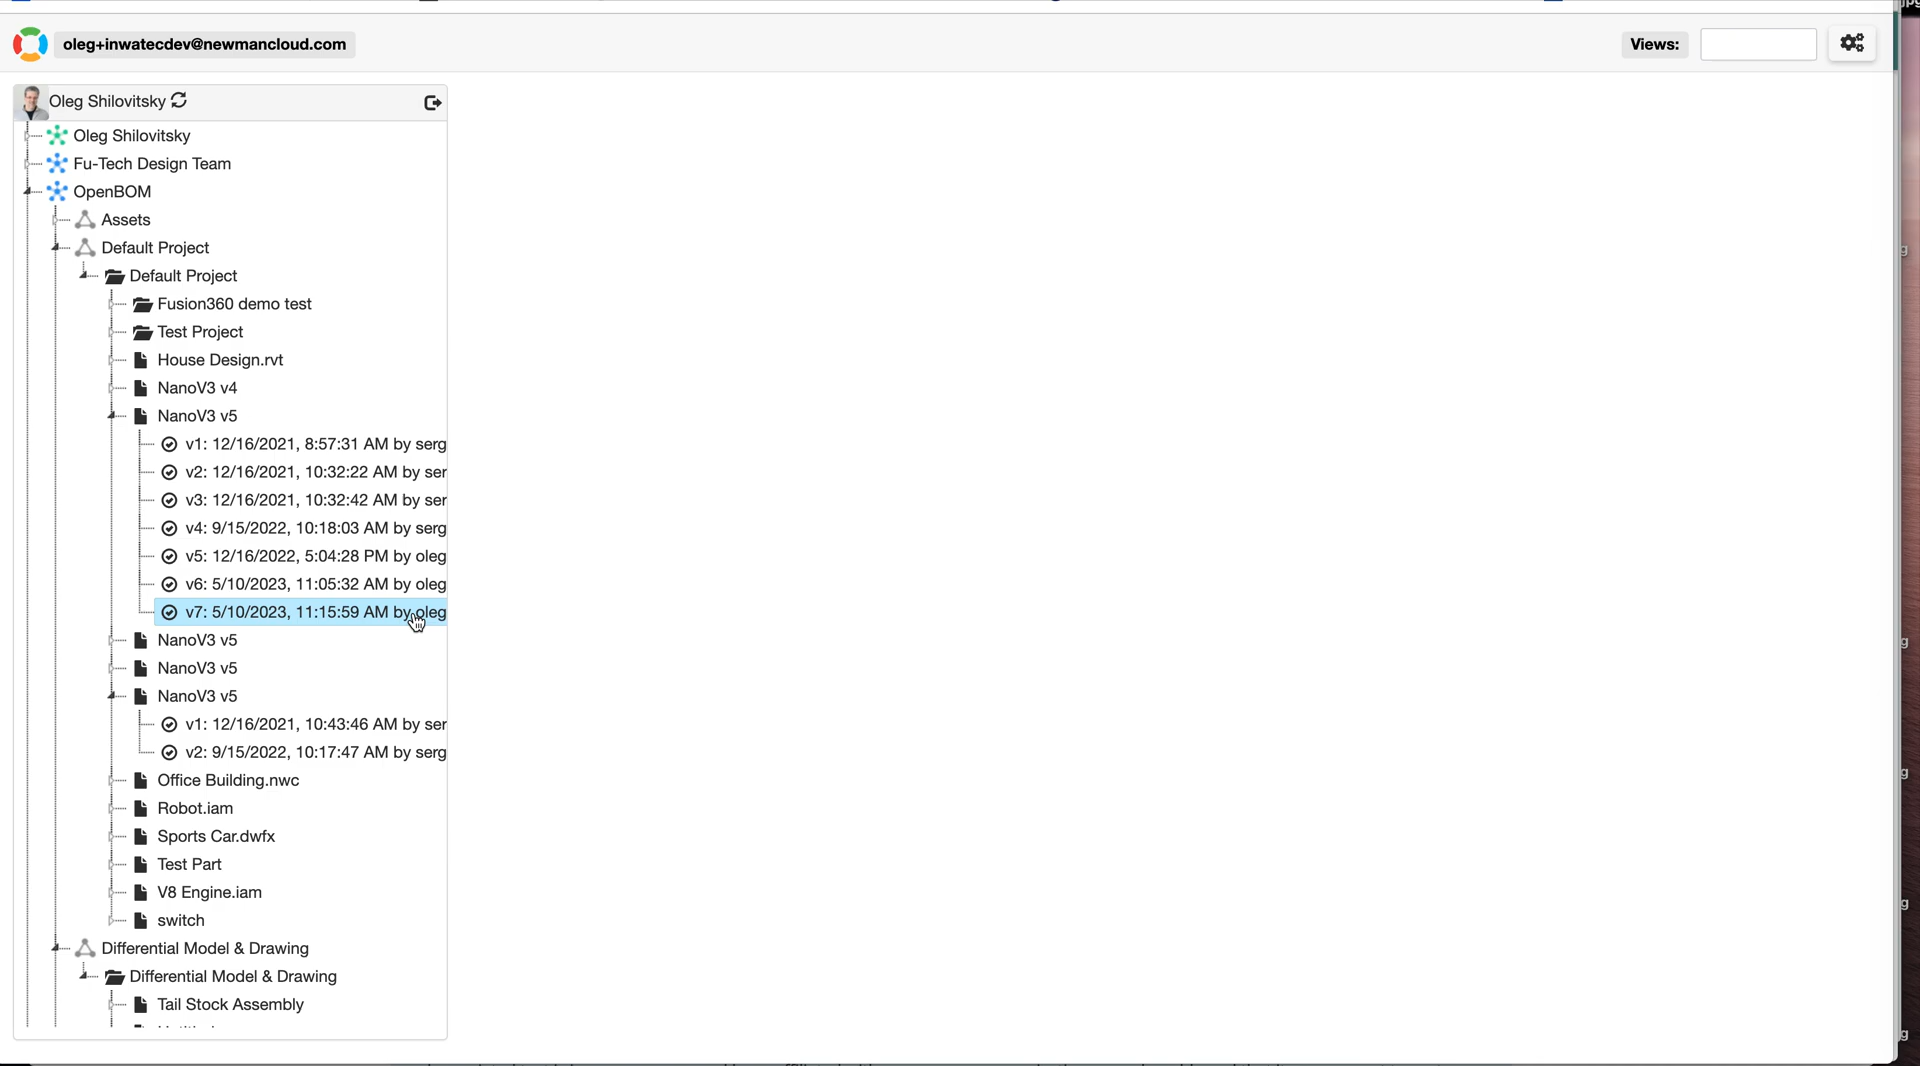 oleg+inwatecdev@newmancloud.com
Views:
Oleg Shilovitsky
Oleg Shilovitsky
Fu-Tech Design Team
OpenBOM
Assets
Default Project
Default Project
Fusion360 demo test
Test Project
House Design.rvt
NanoV3 v4
NanoV3 v5
v1: 12/16/2021, 8:57:31 AM by serg
v2: 12/16/2021, 10:32:22 AM by ser
v3: 12/16/2021, 10:32:42 AM by ser
v4: 9/15/2022, 10:18:03 AM by serg
v5: 12/16/2022, 5:04:28 PM by oleg
v6: 5/10/2023, 11:05:32 AM by oleg
v7: 5/10/2023, 11:15:59 AM by oleg
NanoV3 v5
NanoV3 v5
NanoV3 v5
v1: 12/16/2021, 10:43:46 AM by ser
v2: 9/15/2022, 10:17:47 AM by serg
Office Building.nwc
Robot.iam
Sports Car.dwfx
Test Part
V8 Engine.iam
switch
Differential Model & Drawing
Differential Model & Drawing
Tail Stock Assembly